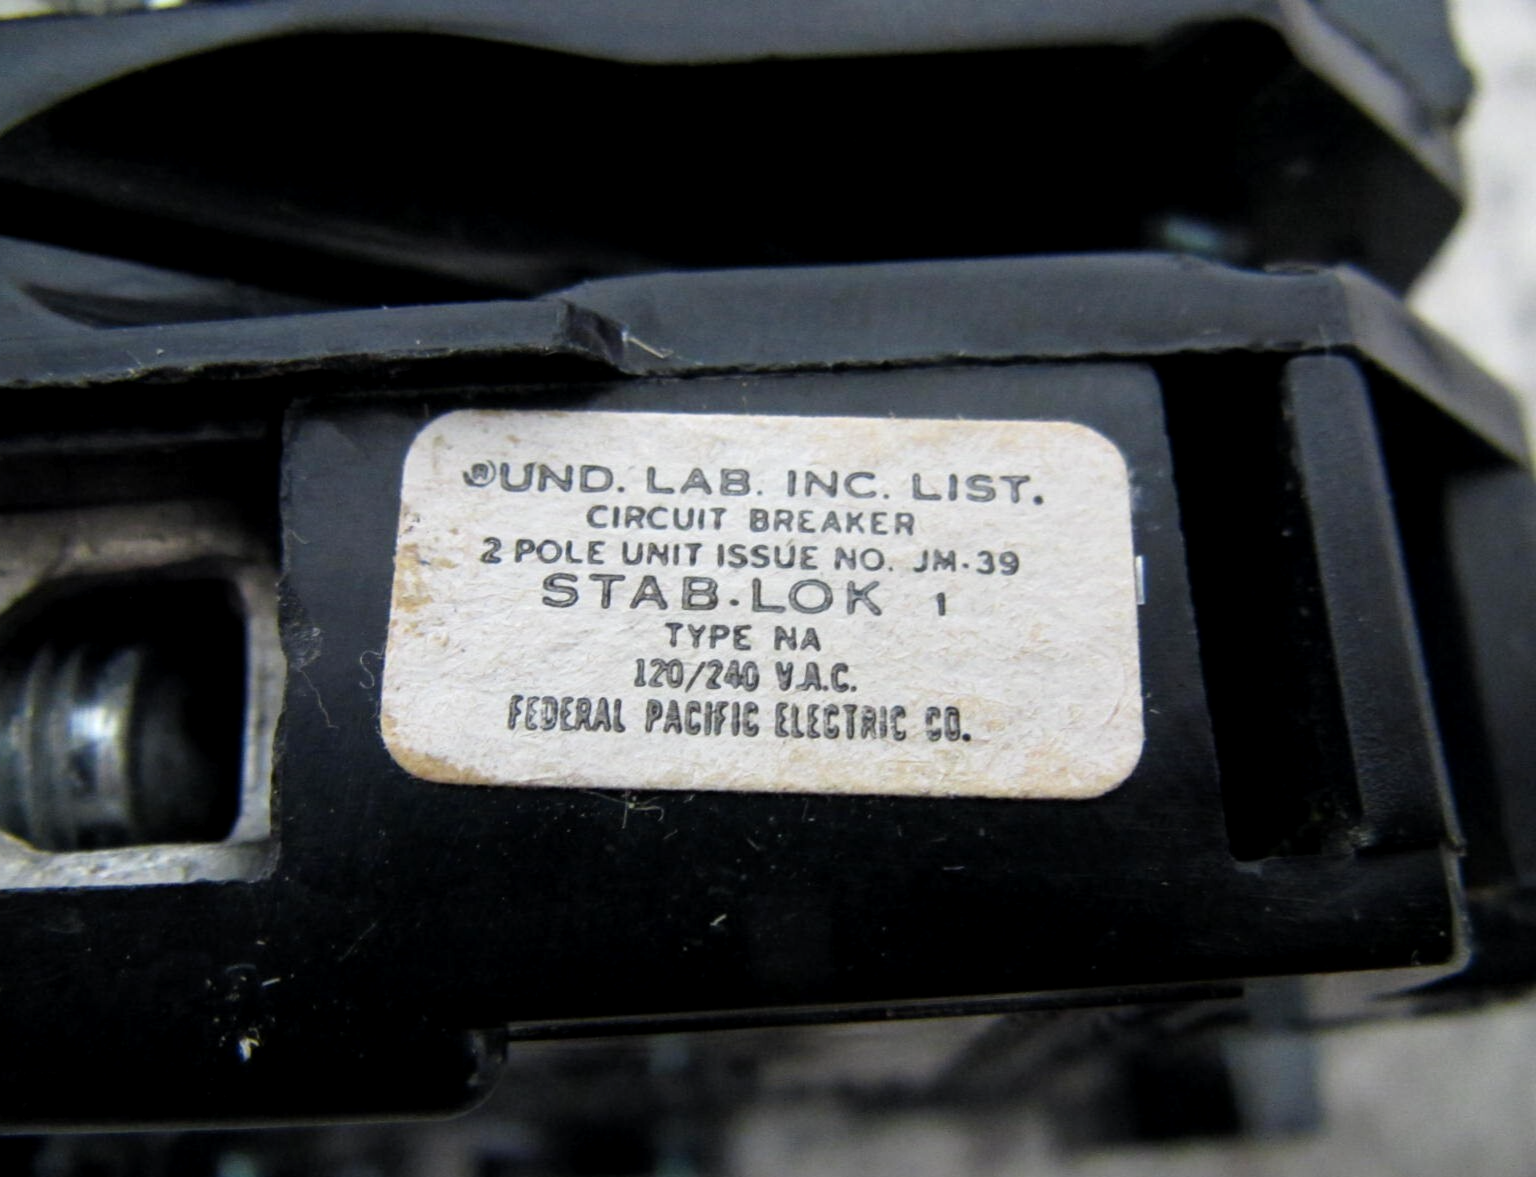 ®UND. LAB. INC. LIST.
CIRCUIT BREAKER
2 POLE UNIT ISSUE NO. JM-39
STAB-LOK 1
TYPE NA
120/240 V.A.C.
FEDERAL PACIFIC ELECTRIC CO.